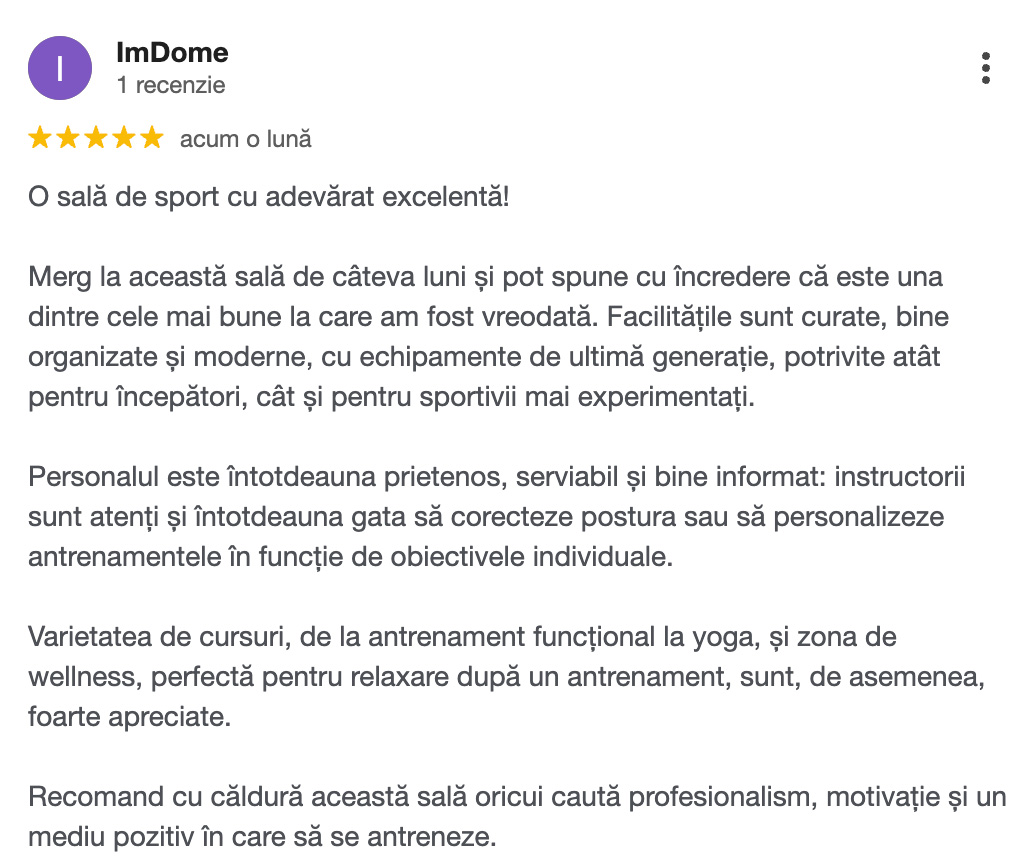 I
ImDome
1 recenzie
acum o lună
O sală de sport cu adevărat excelentă!
Merg la această sală de câteva luni și pot spune cu încredere că este una
dintre cele mai bune la care am fost vreodată. Facilitățile sunt curate, bine
organizate și moderne, cu echipamente de ultimă generație, potrivite atât
pentru începători, cât și pentru sportivii mai experimentați.
Personalul este întotdeauna prietenos, serviabil și bine informat: instructorii
sunt atenți și întotdeauna gata să corecteze postura sau să personalizeze
antrenamentele în funcție de obiectivele individuale.
Varietatea de cursuri, de la antrenament funcțional la yoga, și zona de
wellness, perfectă pentru relaxare după un antrenament, sunt, de asemenea,
foarte apreciate.
Recomand cu căldură această sală oricui caută profesionalism, motivație și un
mediu pozitiv în care să se antreneze.